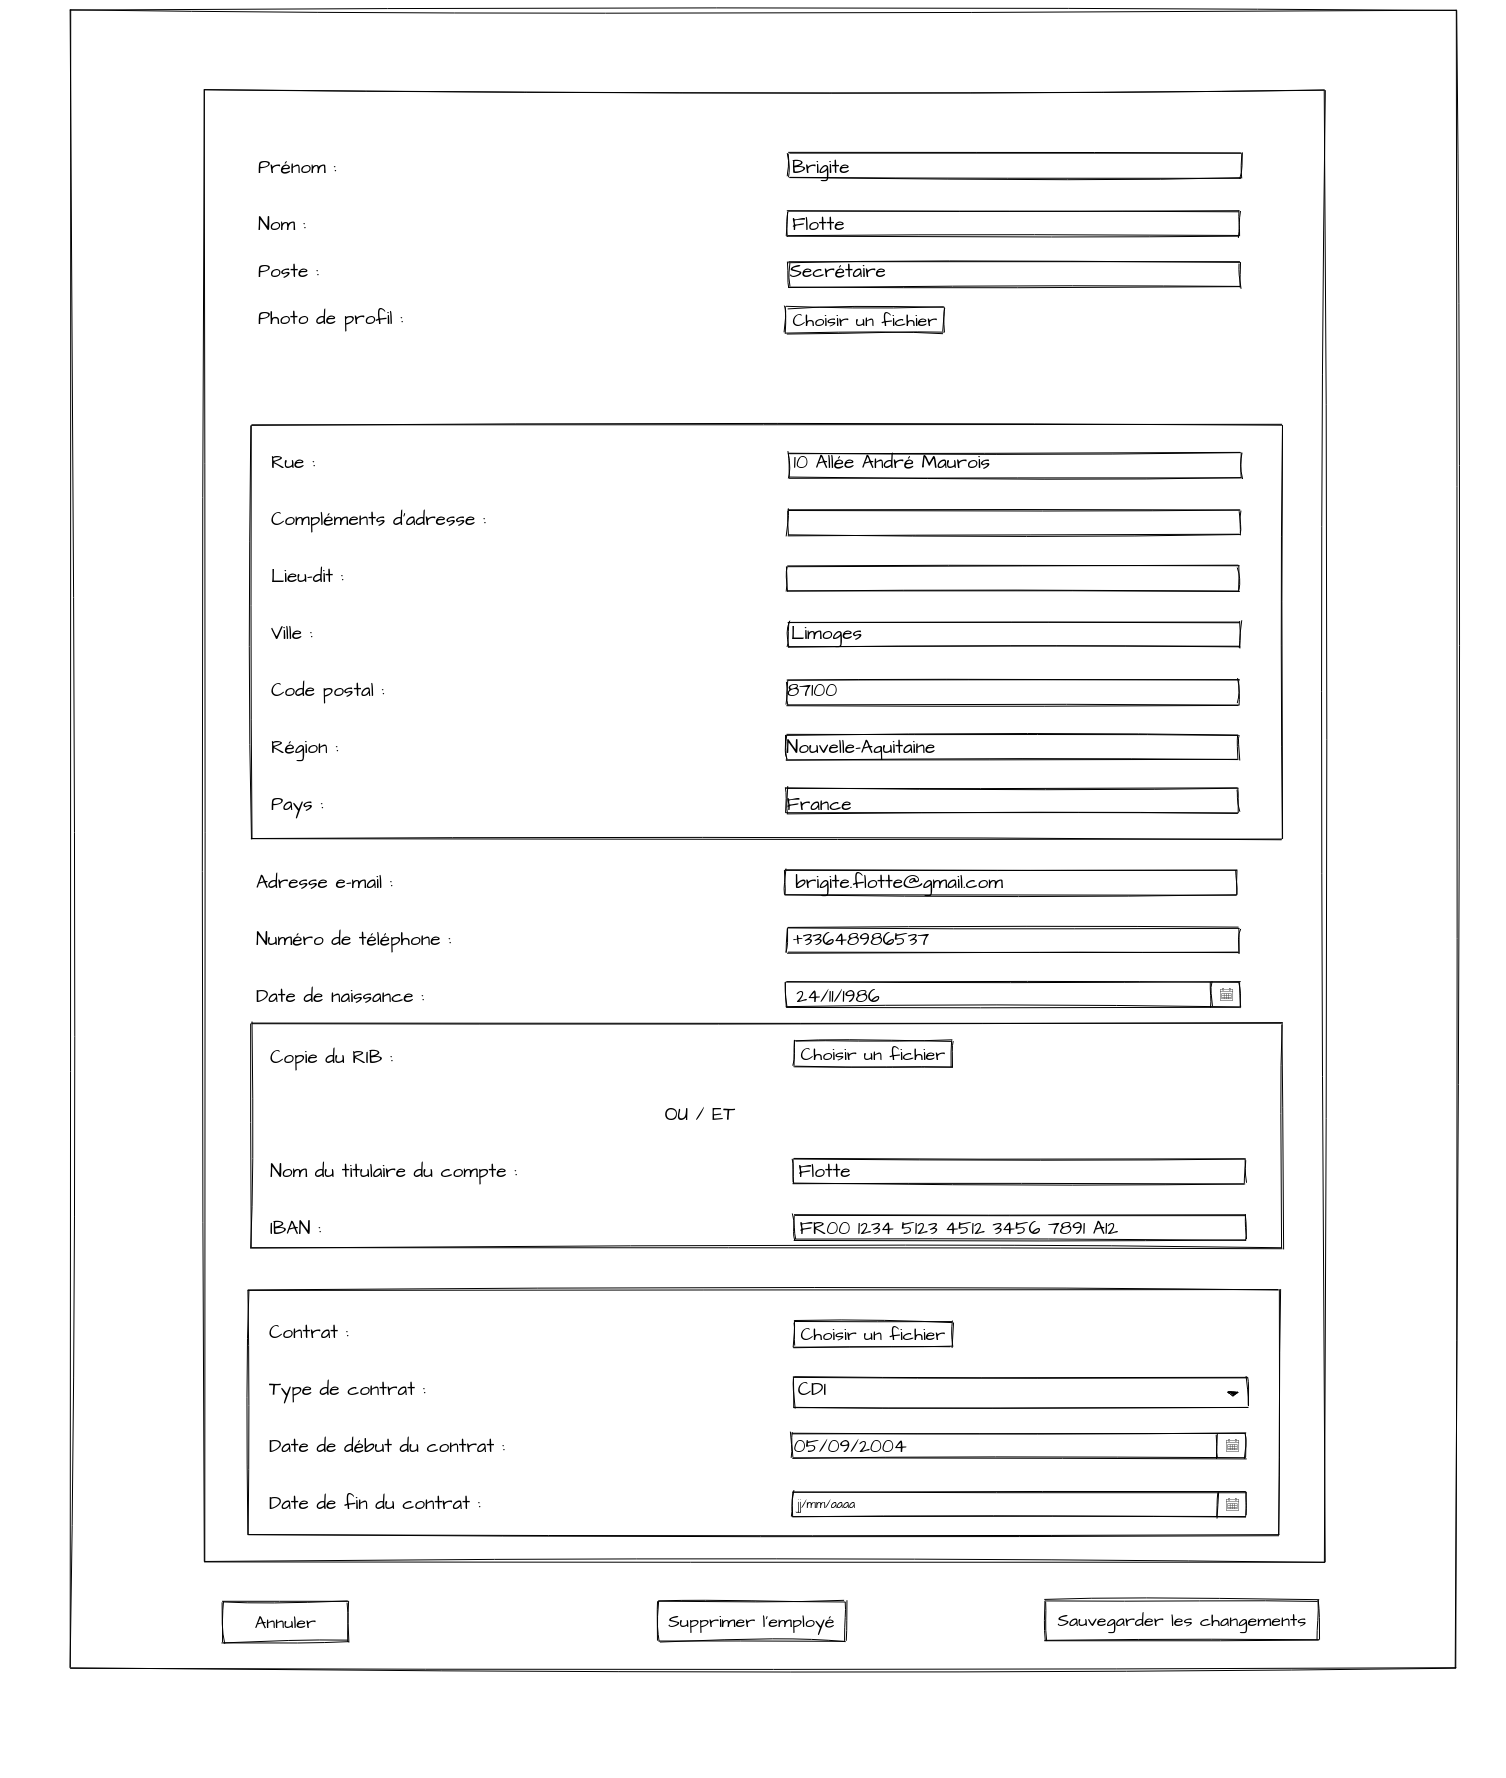 Prénom : Brigite
Nom : Flotte
Poste : Secrétaire
Photo de profil : Choisir un fichier
Rue : 10 Allée André Maurois
Compléments d'adresse :
Lieu-dit :
Ville : Limoges
Code postal : 87100
Région : Nouvelle-Aquitaine
Pays : France
Adresse e-mail : brigite.flotte@gmail.com
Numéro de téléphone : +33648986537
Date de naissance : 24/11/1986
Copie du RIB : Choisir un fichier
OU / ET
Nom du titulaire du compte : Flotte
IBAN : FR00 1234 5123 4512 3456 7891 A12
Contrat : Choisir un fichier
Type de contrat : CDI
Date de début du contrat : 05/09/2004
Date de fin du contrat : jj/mm/aaaa
Annuler Supprimer l'employé Sauvegarder les changements